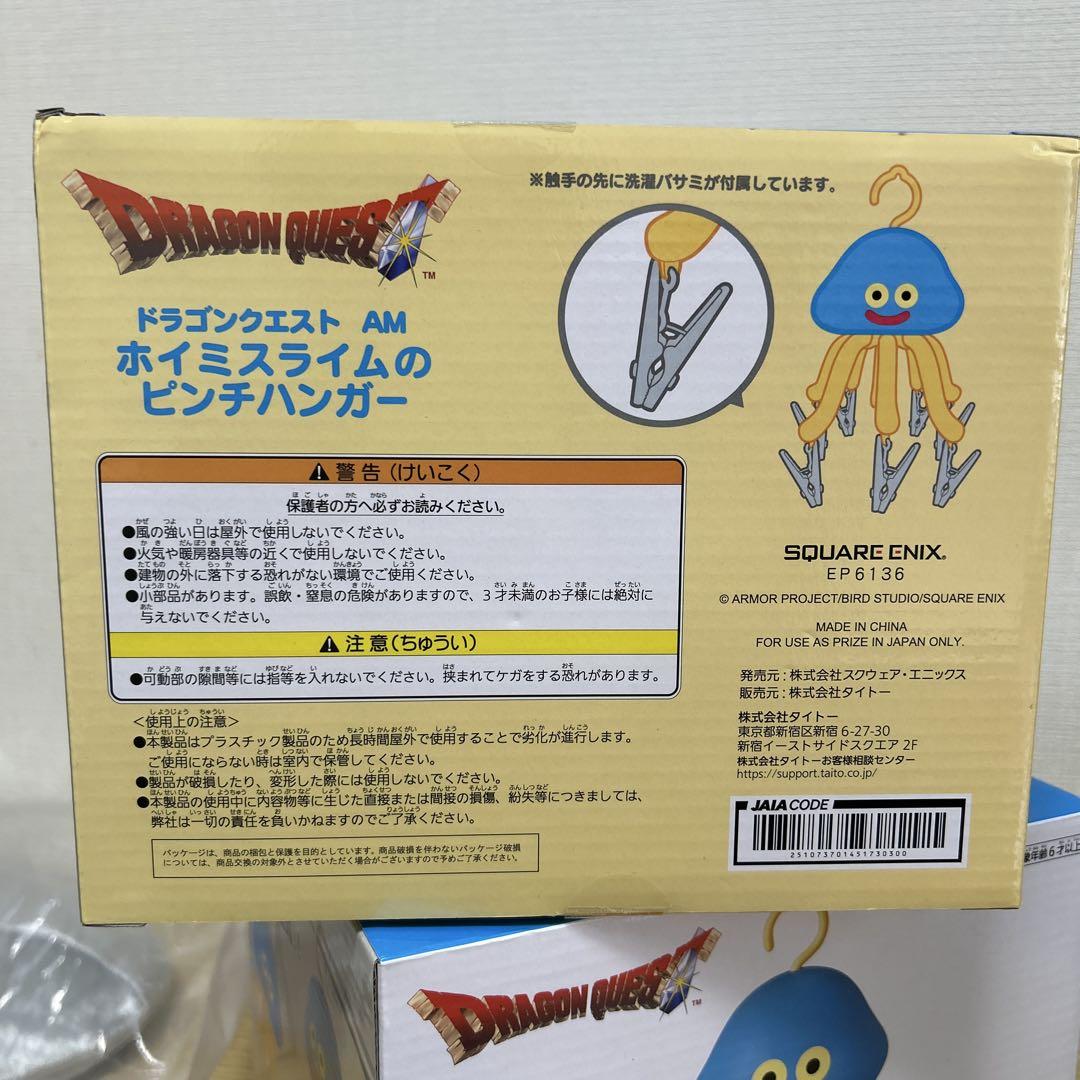 DRAGON QUEST™
ドラゴンクエスト AM
ホイミスライムの
ピンチハンガー
※触手の先に洗濯バサミが付属しています。
⚠警告(けいこく)
保護者の方へ必ずお読みください。
●風の強い日は屋外で使用しないでください。
●火気や暖房器具等の近くで使用しないでください。
●建物の外に落下する恐れがない環境でご使用ください。
●小部品があります。誤飲・窒息の危険がありますので、3才未満のお子様には絶対に
与えないでください。
⚠注意(ちゅうい)
●可動部の隙間等には指等を入れないでください。挟まれてケガをする恐れがあります。
<使用上の注意>
●本製品はプラスチック製品のため長時間屋外で使用することで劣化が進行します。
ご使用にならない時は室内で保管してください。
●製品が破損したり、変形した際には使用しないでください。
●本製品の使用中に内容物等に生じた直接または間接の損傷、紛失等につきましては、
弊社は一切の責任を負いかねますのでご了承ください。
パッケージは、商品の梱包と保護を目的としています。商品破損を伴わないパッケージ破損
については、商品交換の対象外とさせていただく場合がございますので予めご了承ください。
SQUARE ENIX®
EP6136
© ARMOR PROJECT/BIRD STUDIO/SQUARE ENIX
MADE IN CHINA
FOR USE AS PRIZE IN JAPAN ONLY.
発売元:株式会社スクウェア・エニックス
販売元:株式会社タイトー
株式会社タイトー
東京都新宿区新宿 6-27-30
新宿イーストサイドスクエア 2F
株式会社タイトーお客様相談センター
https://support.taito.co.jp/
JAIA CODE
251073701451730300
象年齢6才以上
DRAGON QUEST™